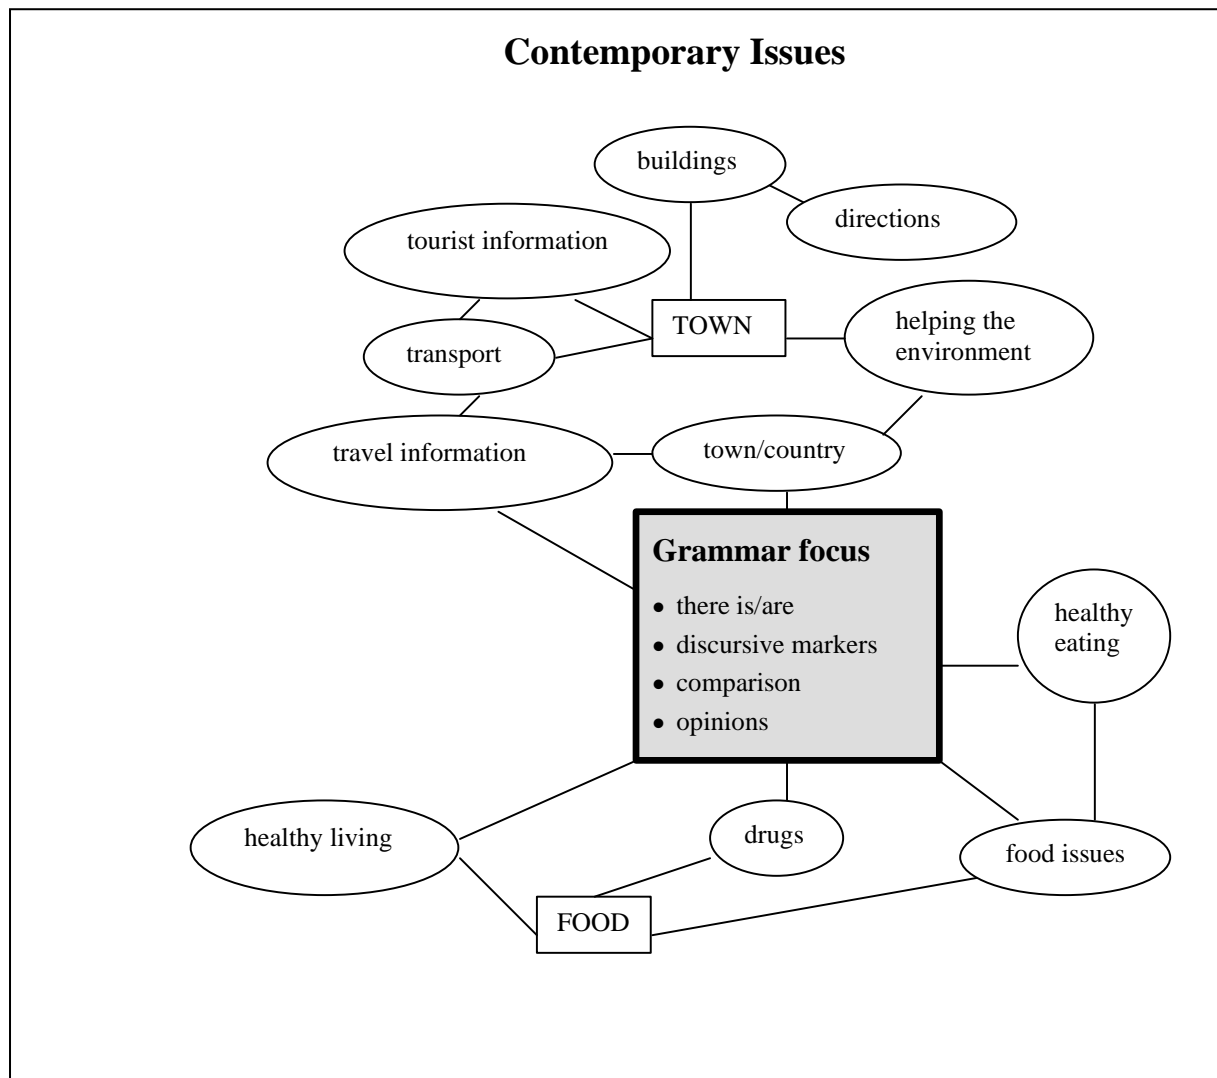 Contemporary Issues
buildings
directions
tourist information
TOWN
helping the
environment
transport
travel information
town/country
Grammar focus
• there is/are
• discursive markers
• comparison
• opinions
healthy
eating
healthy living
drugs
food issues
FOOD